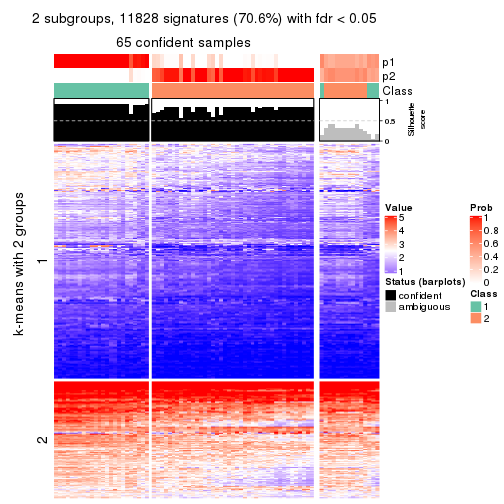 2 subgroups, 11828 signatures (70.6%) with fdr < 0.05
65 confident samples
p1
p2
Class
1
0.5
0
Silhouette
score
k-means with 2 groups
1
2
Value
5
4
3
2
1
Status (barplots)
confident
ambiguous
Prob
1
0.8
0.6
0.4
0.2
0
Class
1
2